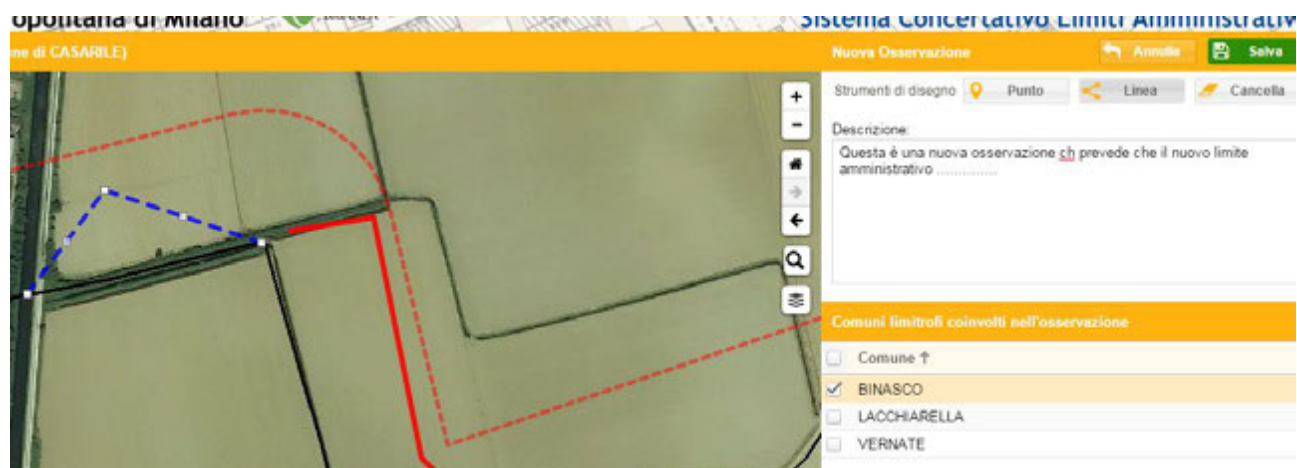 opolitana di Milano
Sistema Concertativo Limiti Amministrativ
ne di CASARILE)
Nuova Osservazione
Annulla
Salva
Strumenti di disegno
Punto
Linea
Cancella
Descrizione:
Questa é una nuova osservazione ch prevede che il nuovo limite
amministrativo ...............
Comuni limitrofi coinvolti nell'osservazione
Comune
BINASCO
LACCHIARELLA
VERNATE